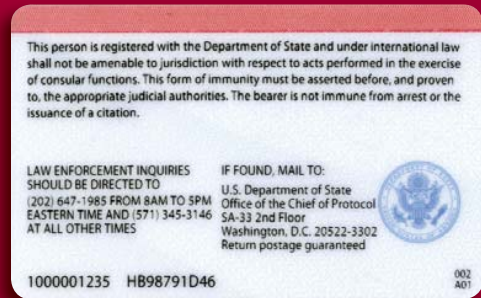 This person is registered with the Department of State and under international law
shall not be amenable to jurisdiction with respect to acts performed in the exercise
of consular functions. This form of immunity must be asserted before, and proven
to, the appropriate judicial authorities. The bearer is not immune from arrest or the
issuance of a citation.
LAW ENFORCEMENT INQUIRIES
SHOULD BE DIRECTED TO
(202) 647-1985 FROM 8AM TO 5PM
EASTERN TIME AND (571) 345-3146
AT ALL OTHER TIMES
IF FOUND, MAIL TO:
U.S. Department of State
Office of the Chief of Protocol
SA-33 2nd Floor
Washington, D.C. 20522-3302
Return postage guaranteed
1000001235 HB98791D46
002
A01